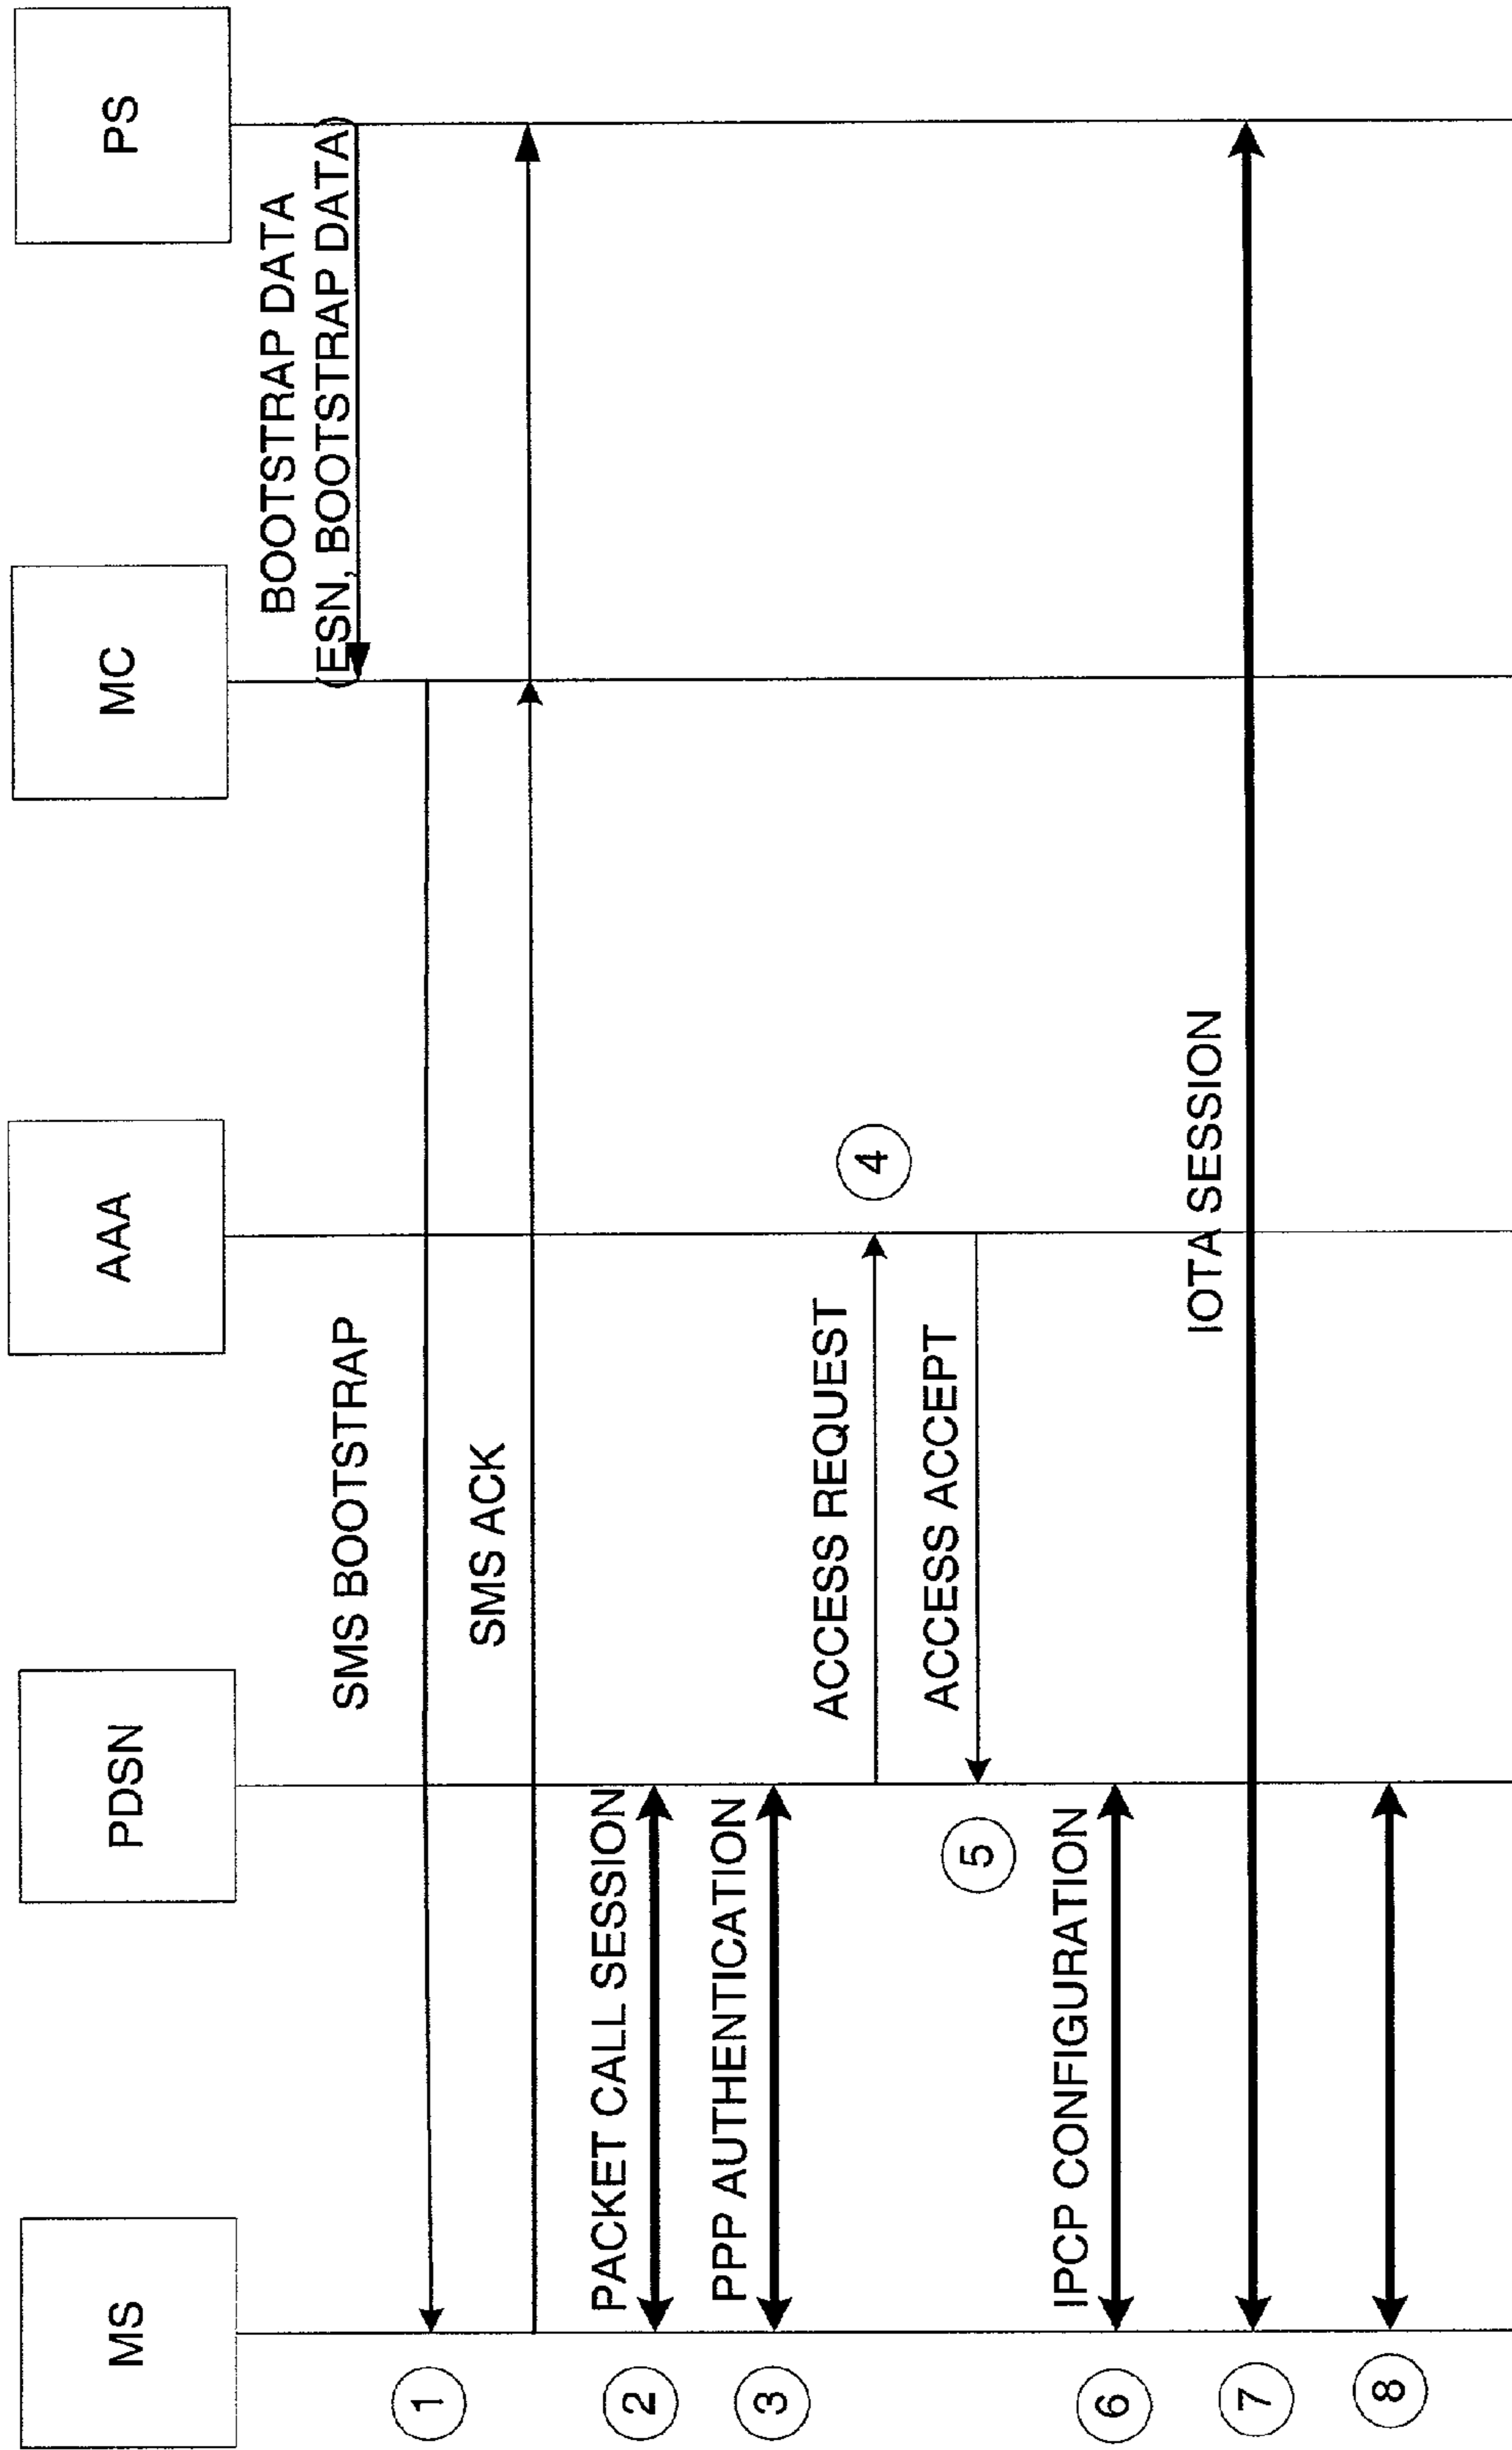 MS
PDSN
AAA
MC
PS
BOOTSTRAP DATA
(ESN, BOOTSTRAP DATA)
SMS BOOTSTRAP
1
SMS ACK
PACKET CALL SESSION
2
PPP AUTHENTICATION
3
ACCESS REQUEST
4
ACCESS ACCEPT
5
IPCP CONFIGURATION
6
IOTA SESSION
7
8